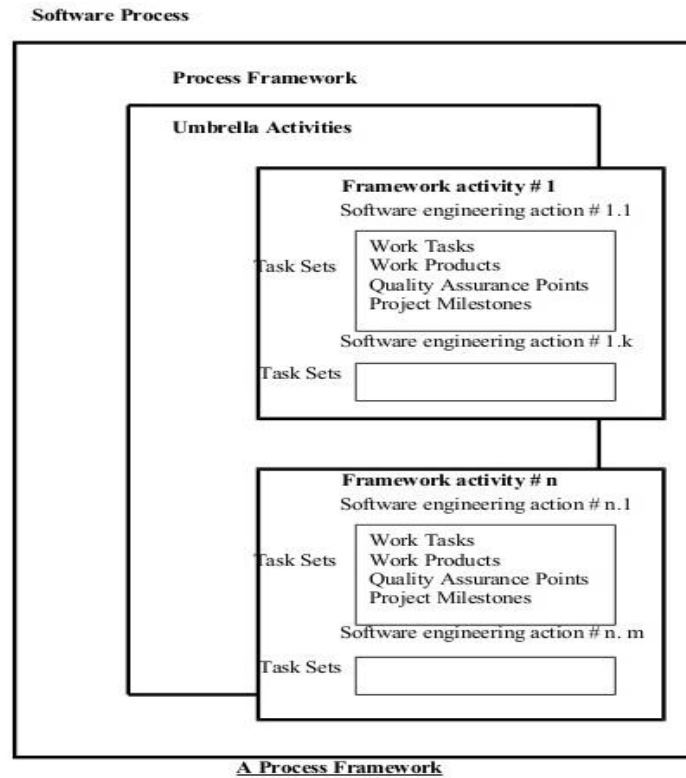 Software Process
Process Framework
Umbrella Activities
Framework activity # 1
Software engineering action # 1.1
Task Sets
Work Tasks
Work Products
Quality Assurance Points
Project Milestones
Software engineering action # 1.k
Task Sets
Framework activity # n
Software engineering action # n.1
Task Sets
Work Tasks
Work Products
Quality Assurance Points
Project Milestones
Software engineering action # n. m
Task Sets
A Process Framework